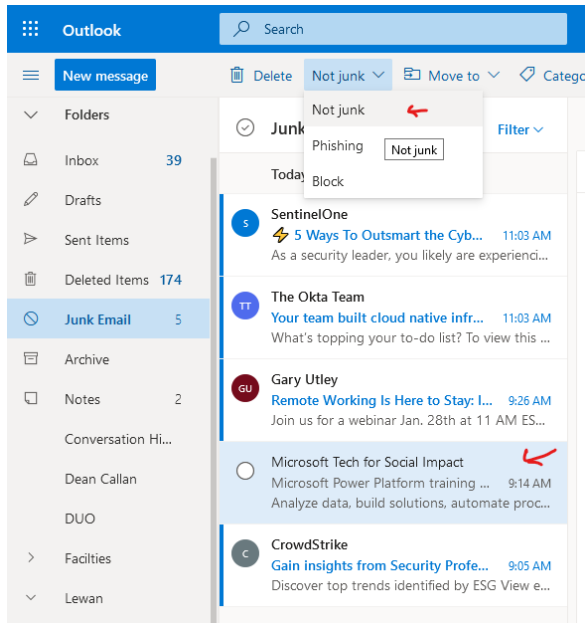 Outlook
Search
New message
Delete
Not junk
Move to
Catego
Folders
Inbox 39
Drafts
Sent Items
Deleted Items 174
Junk Email 5
Archive
Notes 2
Conversation Hi...
Dean Callan
DUO
Facilties
Lewan
Not junk
Phishing
Not junk
Block
Junk
Filter
Today
S
SentinelOne
⚡ 5 Ways To Outsmart the Cyb... 11:03 AM
As a security leader, you likely are experienci...
TT
The Okta Team
Your team built cloud native infr... 11:03 AM
What's topping your to-do list? To view this ...
GU
Gary Utley
Remote Working Is Here to Stay: I... 9:26 AM
Join us for a webinar Jan. 28th at 11 AM ES...
Microsoft Tech for Social Impact
Microsoft Power Platform training ... 9:14 AM
Analyze data, build solutions, automate proc...
C
CrowdStrike
Gain insights from Security Profe... 9:05 AM
Discover top trends identified by ESG View e...